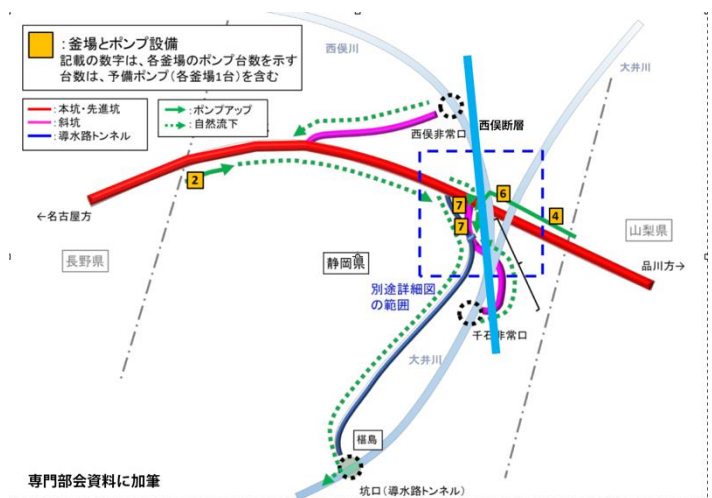 :釜場とポンプ設備
記載の数字は、各釜場のポンプ台数を示す
台数は、予備ポンプ(各釜場1台)を含む
本坑・先進坑
斜坑
導水路トンネル
ポンプアップ
自然流下
西俣川
大井川
西俣非常口
西俣断層
2
6
7
4
7
←名古屋方
長野県
静岡県
山梨県
品川方→
別途詳細図
の範囲
千石非常口
大井川
椹島
専門部会資料に加筆
坑口(導水路トンネル)